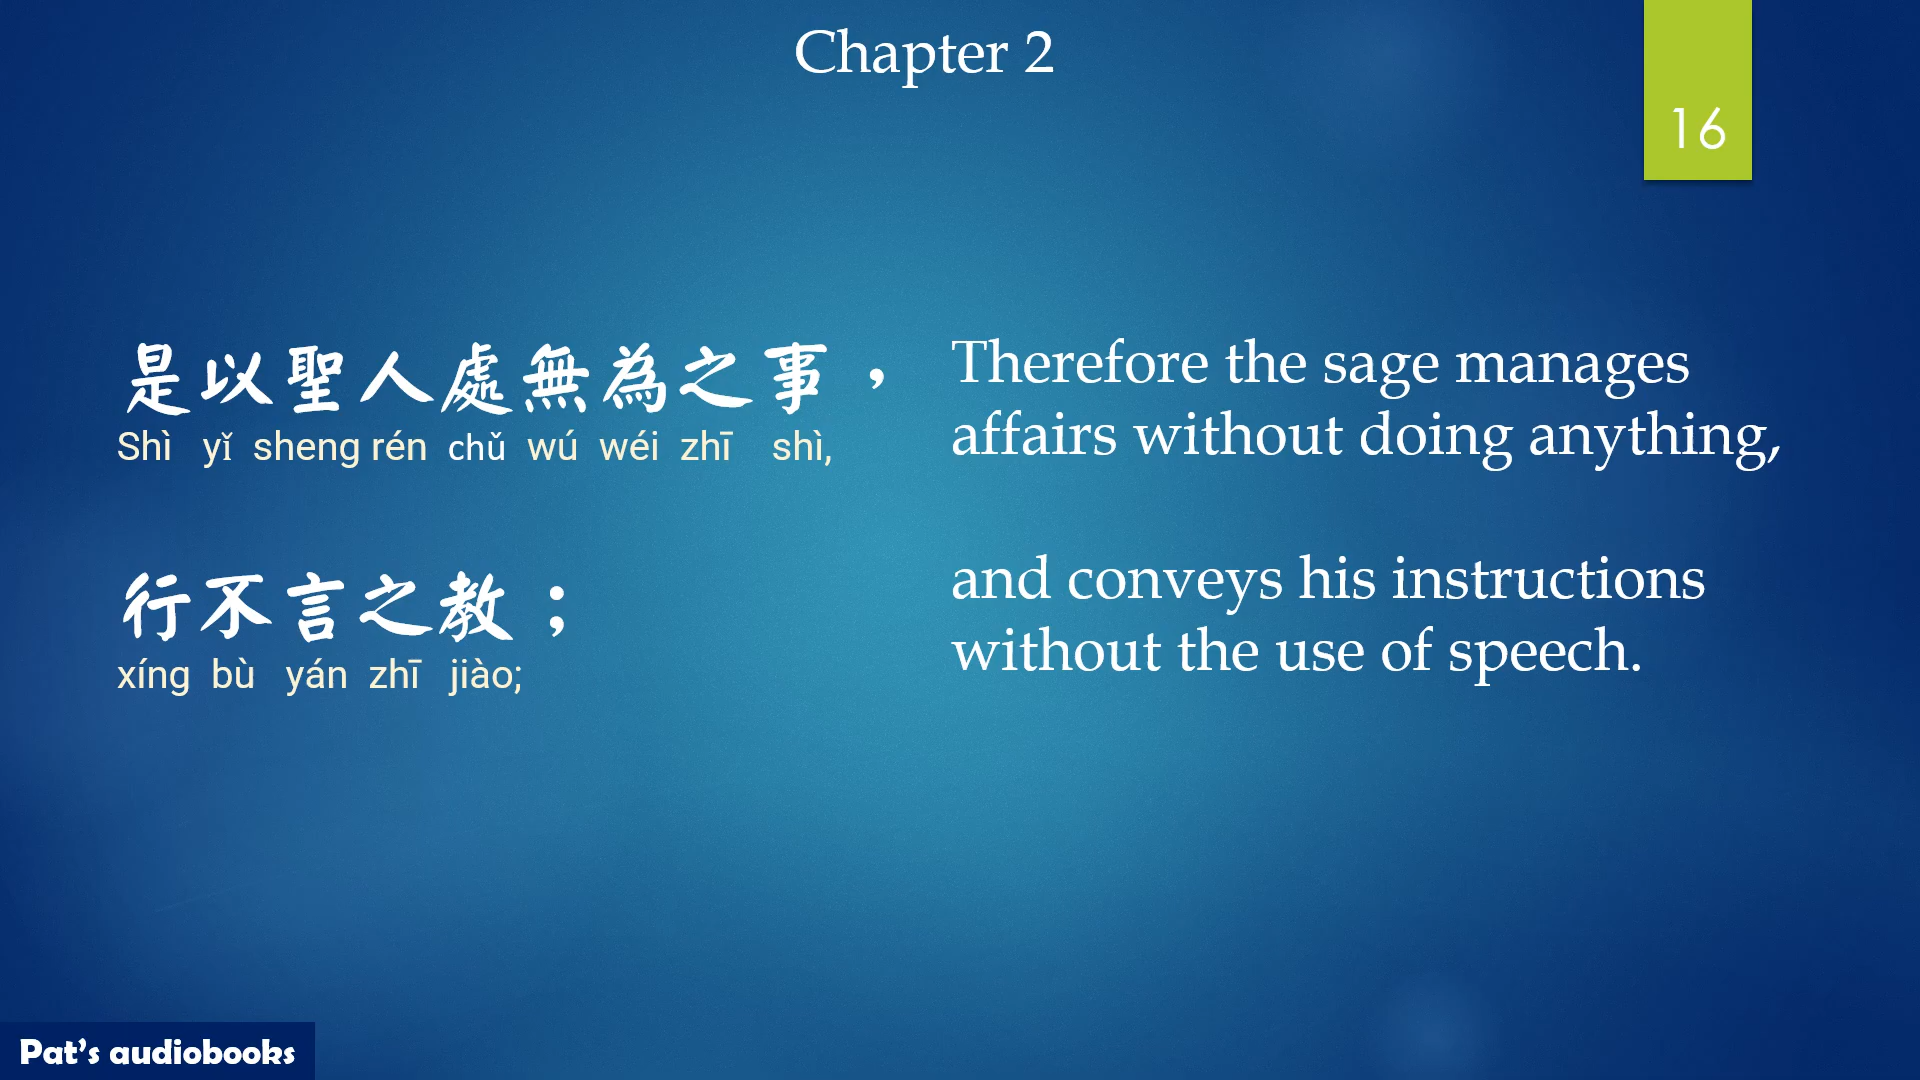 Chapter 2
16
是以聖人處無為之事，
Shì yǐ sheng rén chǔ wú wéi zhī shì,
行不言之教；
xíng bù yán zhī jiào;
Therefore the sage manages
affairs without doing anything,
and conveys his instructions
without the use of speech.
Pat's audiobooks